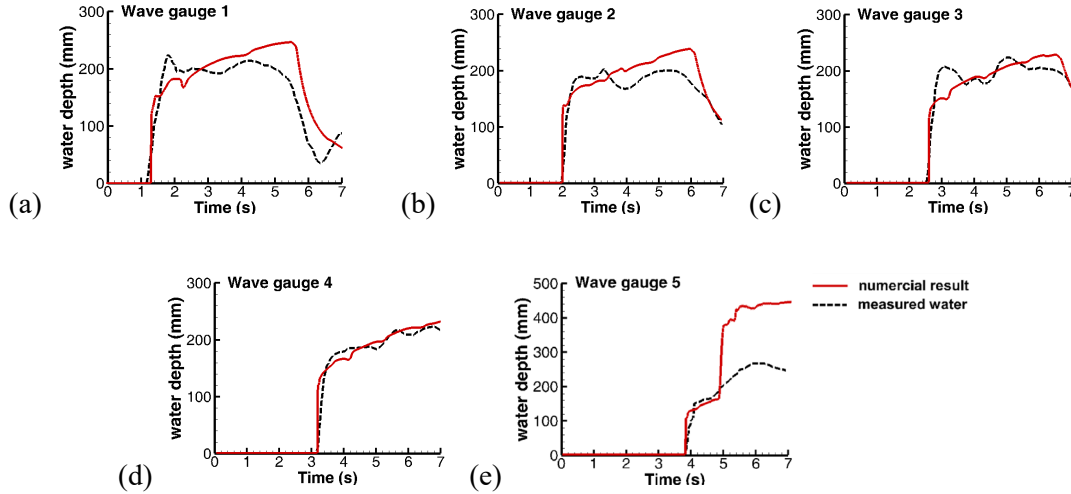 Wave gauge 1
water depth (mm)
300
200
100
0
0 1 2 3 4 5 6 7
Time (s)
(a)
Wave gauge 2
water depth (mm)
300
200
100
0
0 1 2 3 4 5 6 7
Time (s)
(b)
Wave gauge 3
water depth (mm)
300
200
100
0
0 1 2 3 4 5 6 7
Time (s)
(c)
Wave gauge 4
water depth (mm)
300
200
100
0
0 1 2 3 4 5 6 7
Time (s)
(d)
Wave gauge 5
water depth (mm)
500
400
300
200
100
0
0 1 2 3 4 5 6 7
Time (s)
(e)
numercial result
measured water